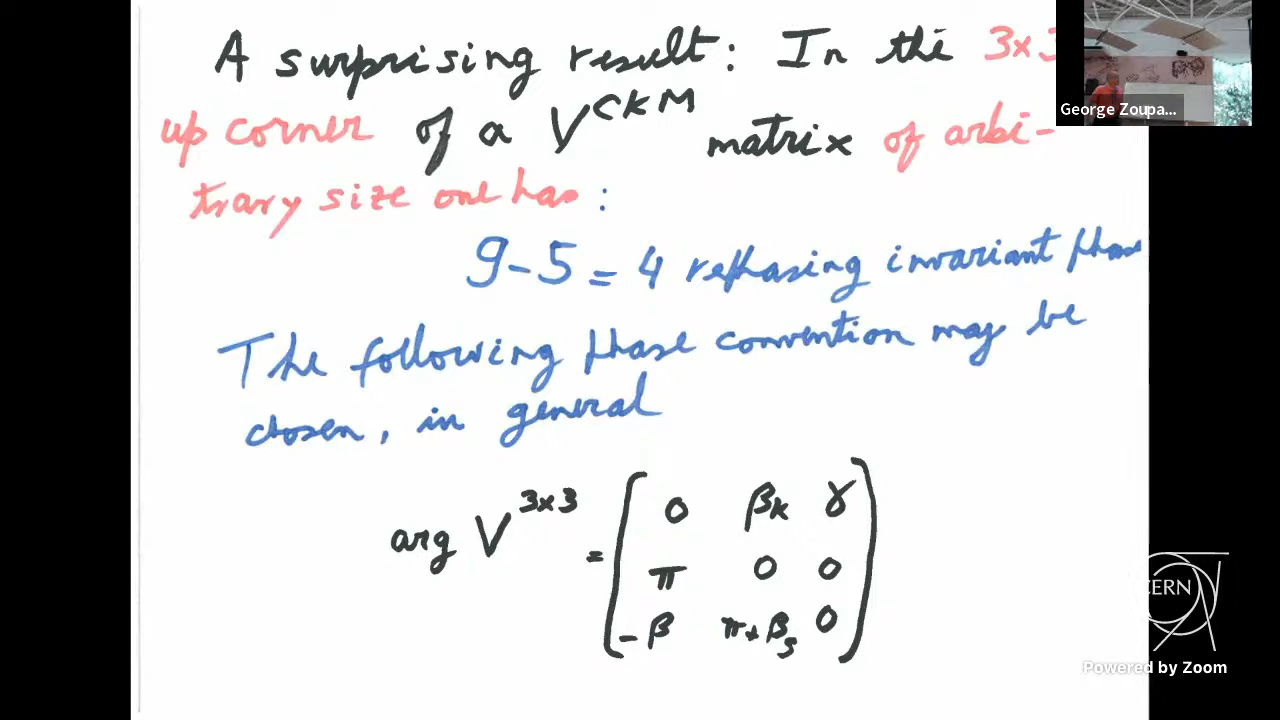 A surprising result: In the 3x3
up corner of a V^CKM matrix of arbi-
trary size one has:
9-5=4 rephasing invariant phase
The following phase convention may be
chosen, in general
arg V^3x3 = ( 0 βK γ
π 0 0
-β π+βs 0 )
George Zoupa...
CERN
Powered by Zoom